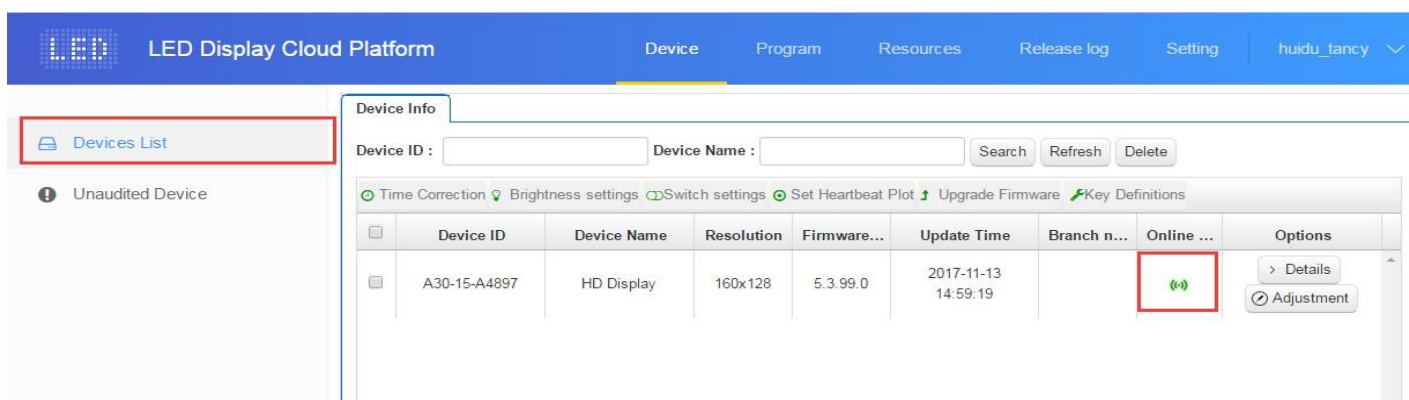 LED LED Display Cloud Platform Device Program Resources Release log Setting huidu_tancy
Devices List
Unaudited Device
Device Info
Device ID : Device Name : Search Refresh Delete
Time Correction Brightness settings Switch settings Set Heartbeat Plot Upgrade Firmware Key Definitions
Device ID Device Name Resolution Firmware... Update Time Branch n... Online ... Options
A30-15-A4897 HD Display 160x128 5.3.99.0 2017-11-13
14:59:19
> Details
Adjustment